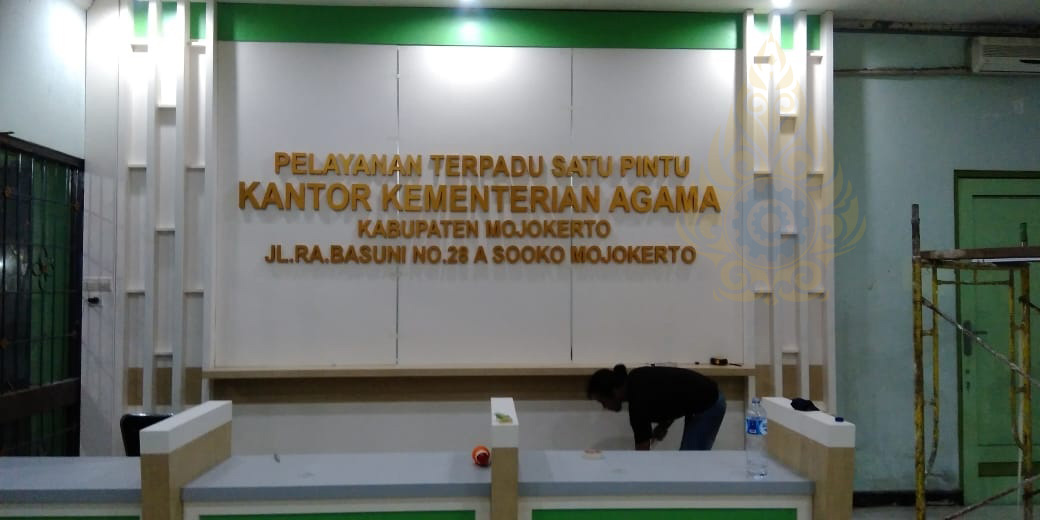 PELAYANAN TERPADU SATU PINTU
KANTOR KEMENTERIAN AGAMA
KABUPATEN MOJOKERTO
JL.RA.BASUNI NO.28 A SOOKO MOJOKERTO